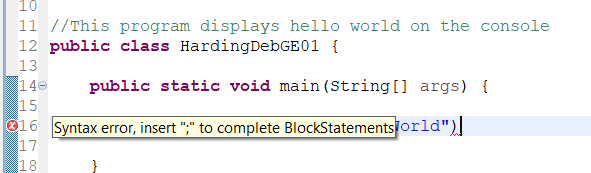 10
11 //This program displays hello world on the console
12 public class HardingDebGE01 {
13
14 public static void main(String[] args) {
15
16 Syntax error, insert ";" to complete BlockStatements World")
17
18 }